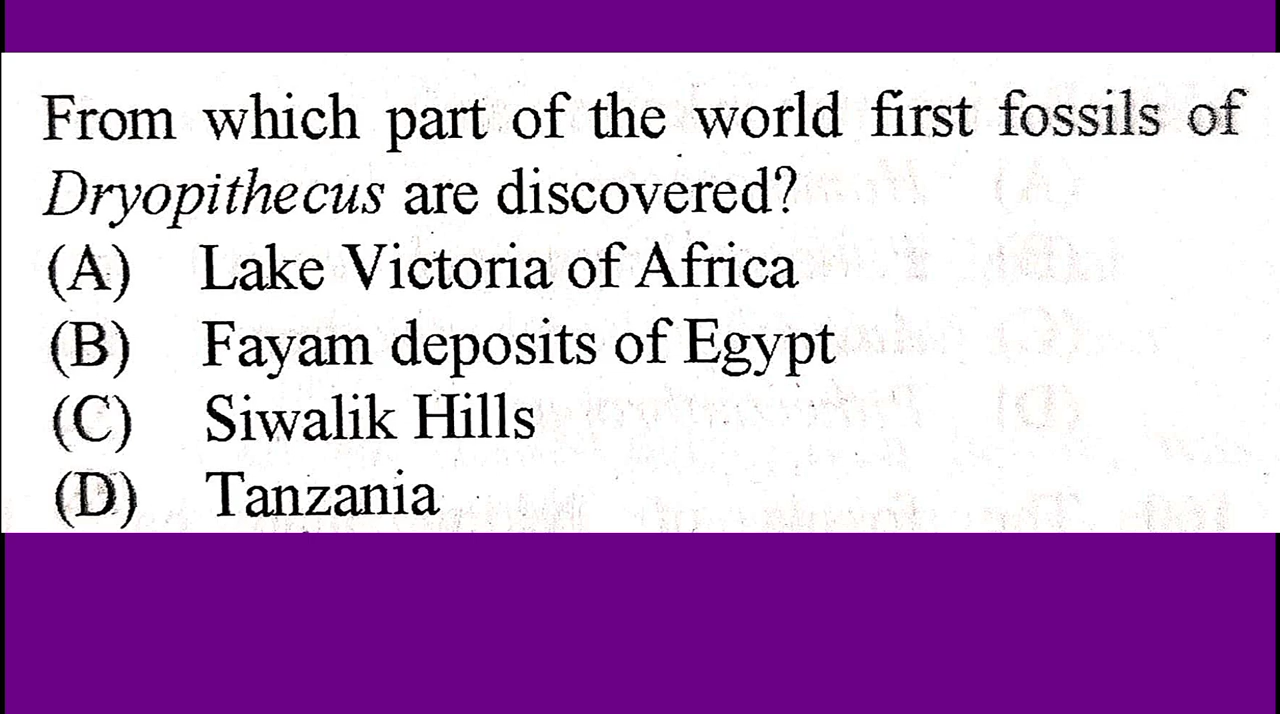 From which part of the world first fossils of
Dryopithecus are discovered?
(A) Lake Victoria of Africa
(B) Fayam deposits of Egypt
(C) Siwalik Hills
(D) Tanzania